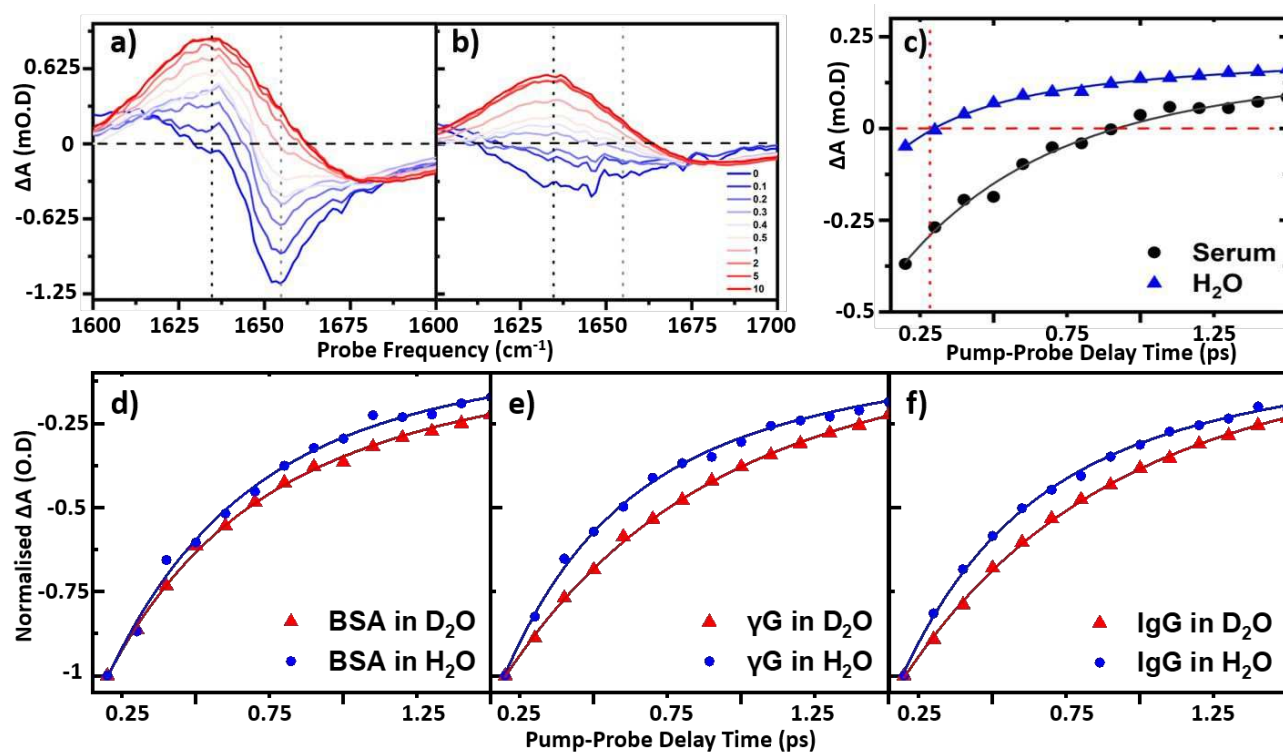 a)
b)
c)
ΔA (mO.D)
0.625
0
-0.625
-1.25
1600
1625
1650
1675
1600
1625
1650
1675
1700
Probe Frequency (cm⁻¹)
0
0.1
0.2
0.3
0.4
0.5
1
2
5
10
ΔA (mO.D)
0.25
0
-0.25
-0.5
0.25
0.75
1.25
Pump-Probe Delay Time (ps)
Serum
H₂O
d)
e)
f)
Normalised ΔA (O.D)
-0.25
-0.5
-0.75
-1
BSA in D₂O
BSA in H₂O
γG in D₂O
γG in H₂O
IgG in D₂O
IgG in H₂O
0.25
0.75
1.25
0.25
0.75
1.25
0.25
0.75
1.25
Pump-Probe Delay Time (ps)